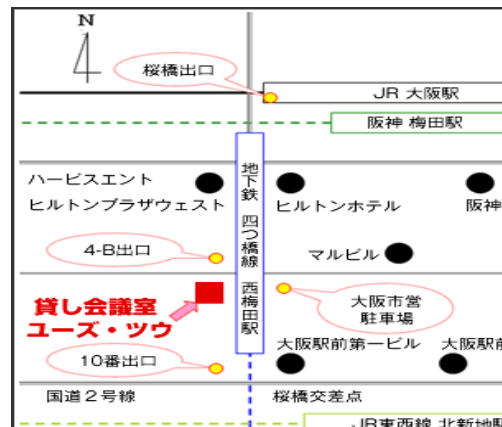 N
桜橋出口
JR 大阪駅
阪神 梅田駅
ハービスエント
ヒルトンプラザウェスト
地下鉄 四つ橋線 西梅田駅
ヒルトンホテル
阪神
4-B出口
マルビル
貸し会議室
ユーズ・ツウ
大阪市営
駐車場
10番出口
大阪駅前第一ビル
大阪駅前
国道2号線
桜橋交差点
JR東西線 北新地駅